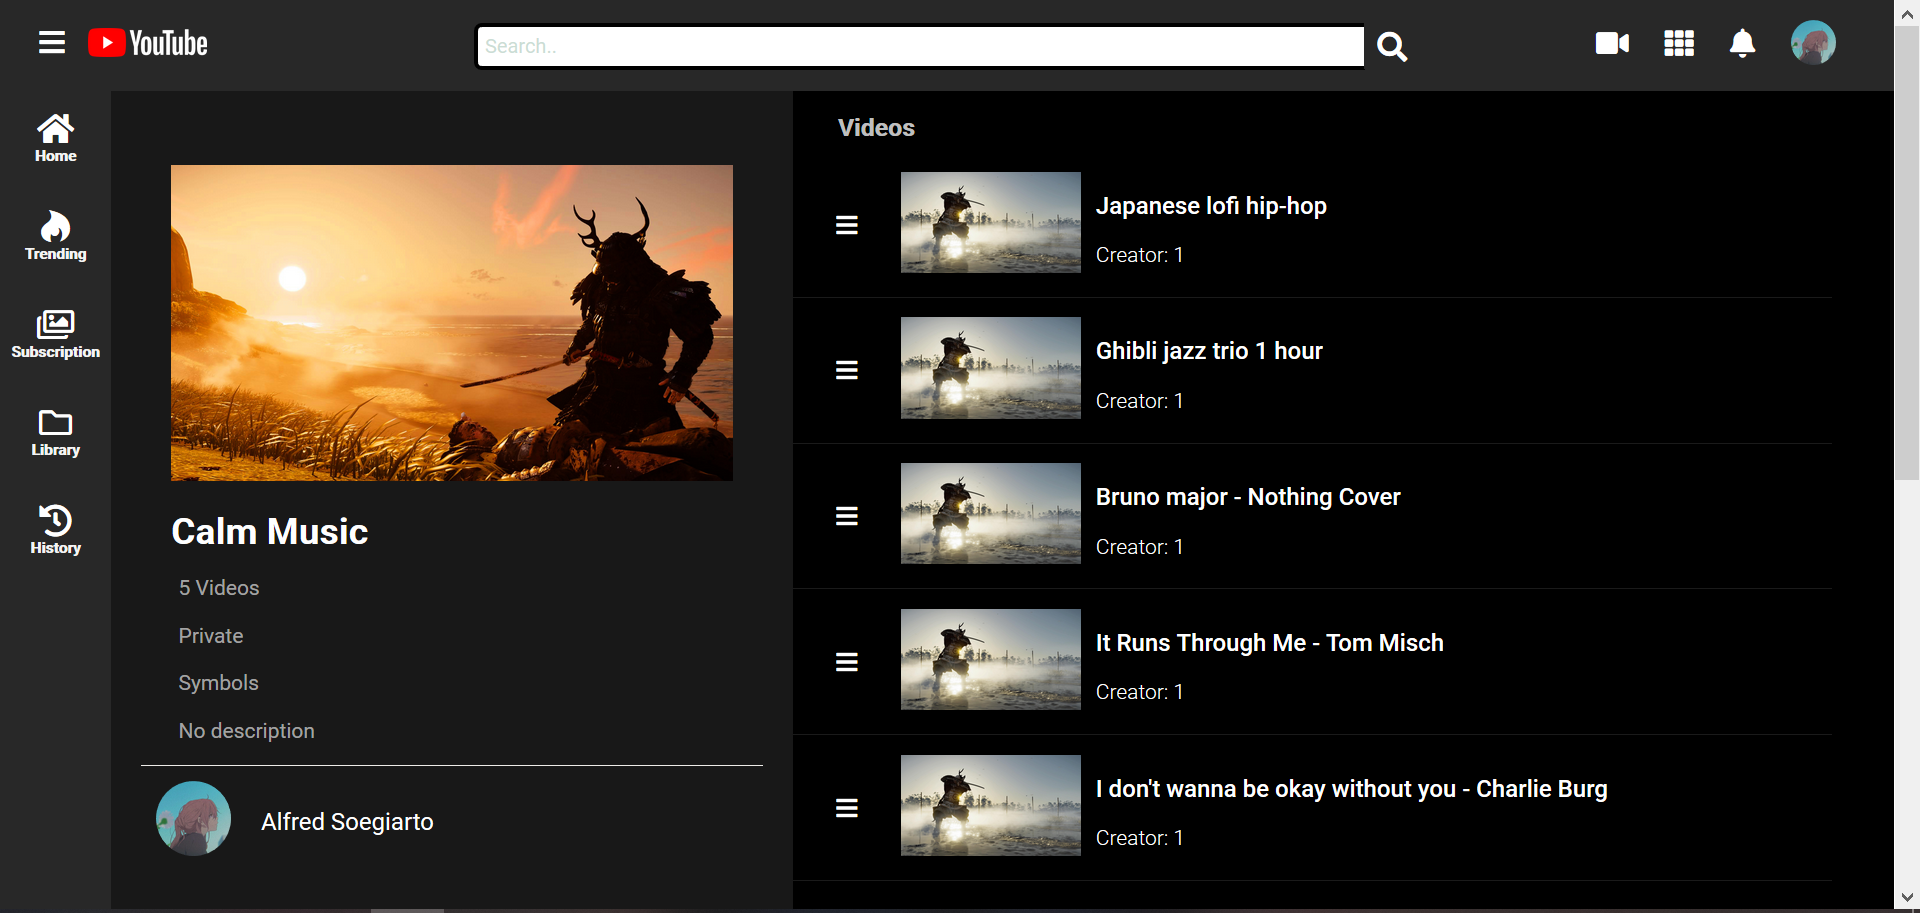 YouTube
Search..
Home
Trending
Subscription
Library
History
Calm Music
5 Videos
Private
Symbols
No description
Alfred Soegiarto
Videos
Japanese lofi hip-hop
Creator: 1
Ghibli jazz trio 1 hour
Creator: 1
Bruno major - Nothing Cover
Creator: 1
It Runs Through Me - Tom Misch
Creator: 1
I don't wanna be okay without you - Charlie Burg
Creator: 1